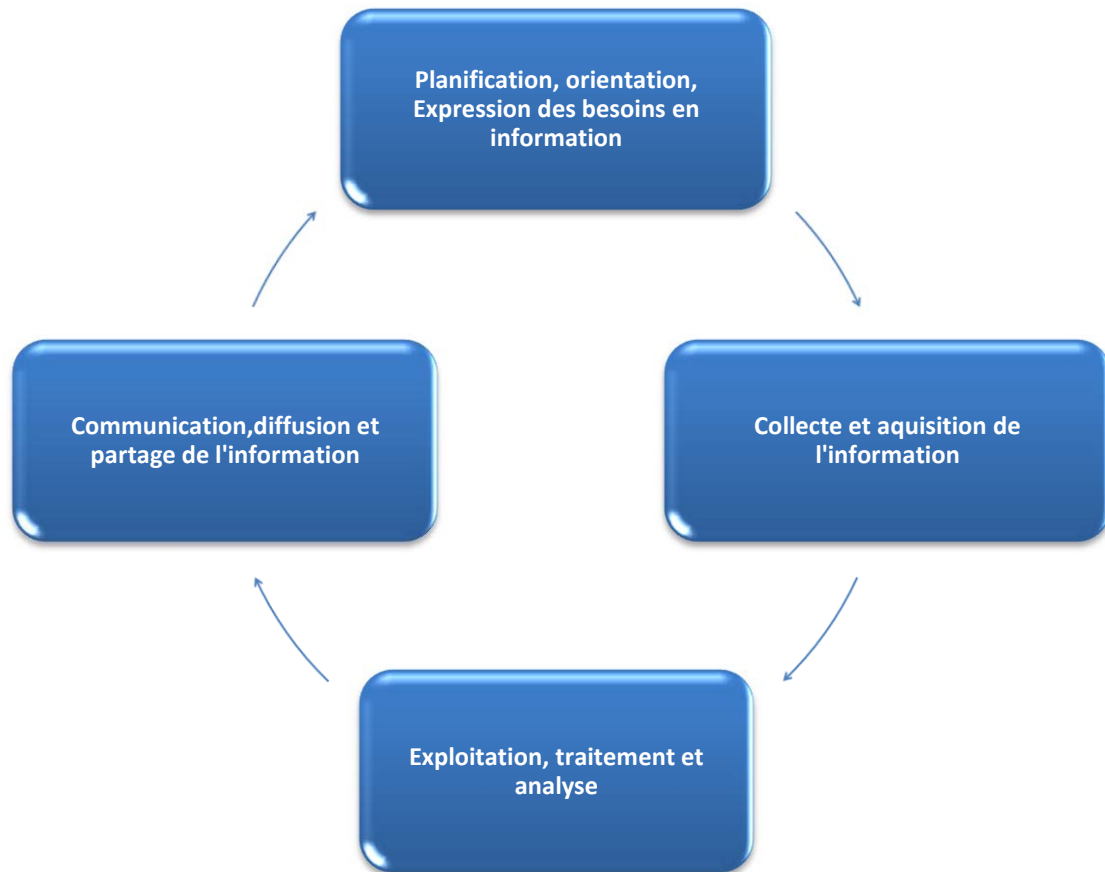 Planification, orientation,
Expression des besoins en
information
Communication,diffusion et
partage de l'information
Collecte et aquisition de
l'information
Exploitation, traitement et
analyse